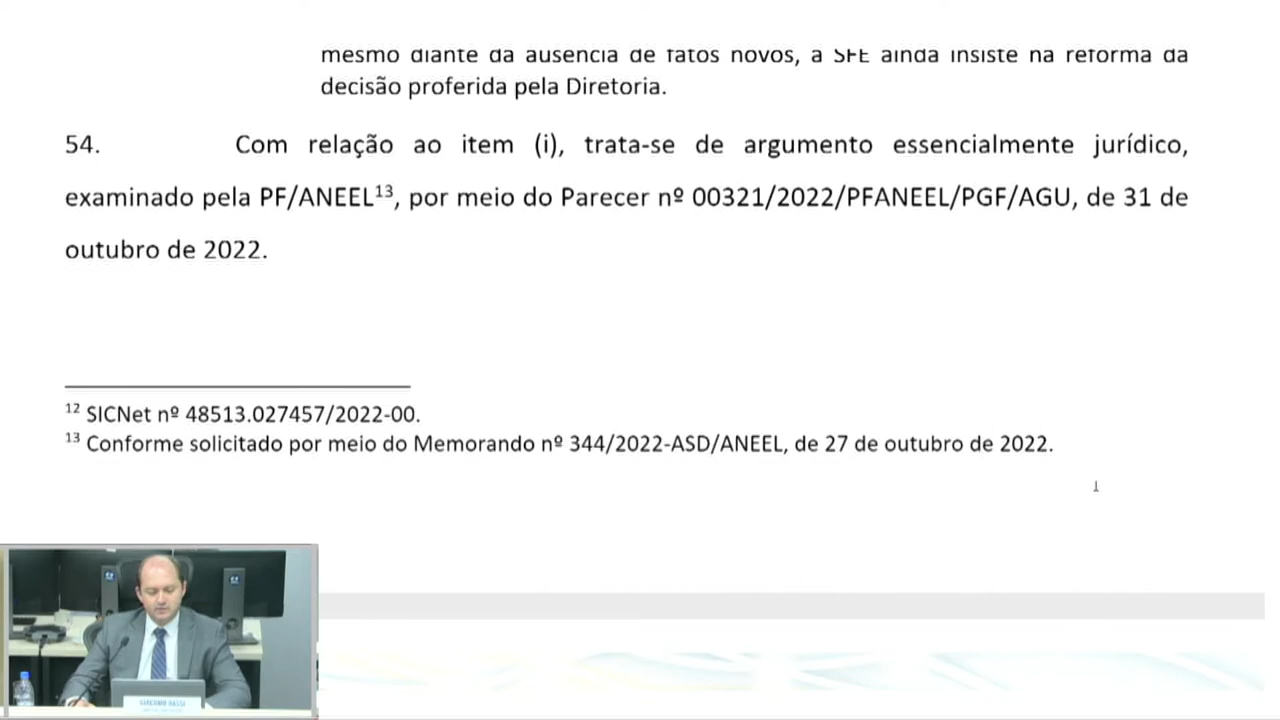 mesmo diante da ausência de fatos novos, a SFE ainda insiste na reforma da
decisão proferida pela Diretoria.
54. Com relação ao item (i), trata-se de argumento essencialmente jurídico,
examinado pela PF/ANEEL¹³, por meio do Parecer nº 00321/2022/PFANEEL/PGF/AGU, de 31 de
outubro de 2022.
¹² SICNet nº 48513.027457/2022-00.
¹³ Conforme solicitado por meio do Memorando nº 344/2022-ASD/ANEEL, de 27 de outubro de 2022.